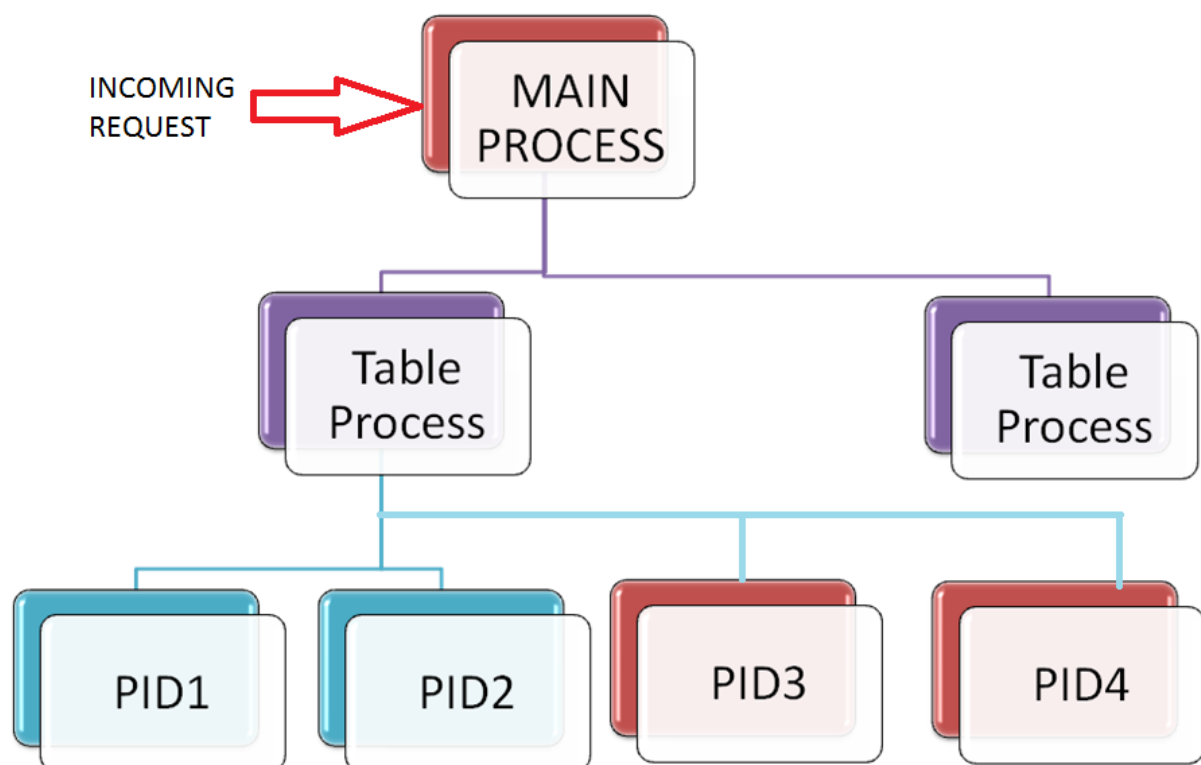 INCOMING
REQUEST
MAIN
PROCESS
Table
Process
Table
Process
PID1
PID2
PID3
PID4